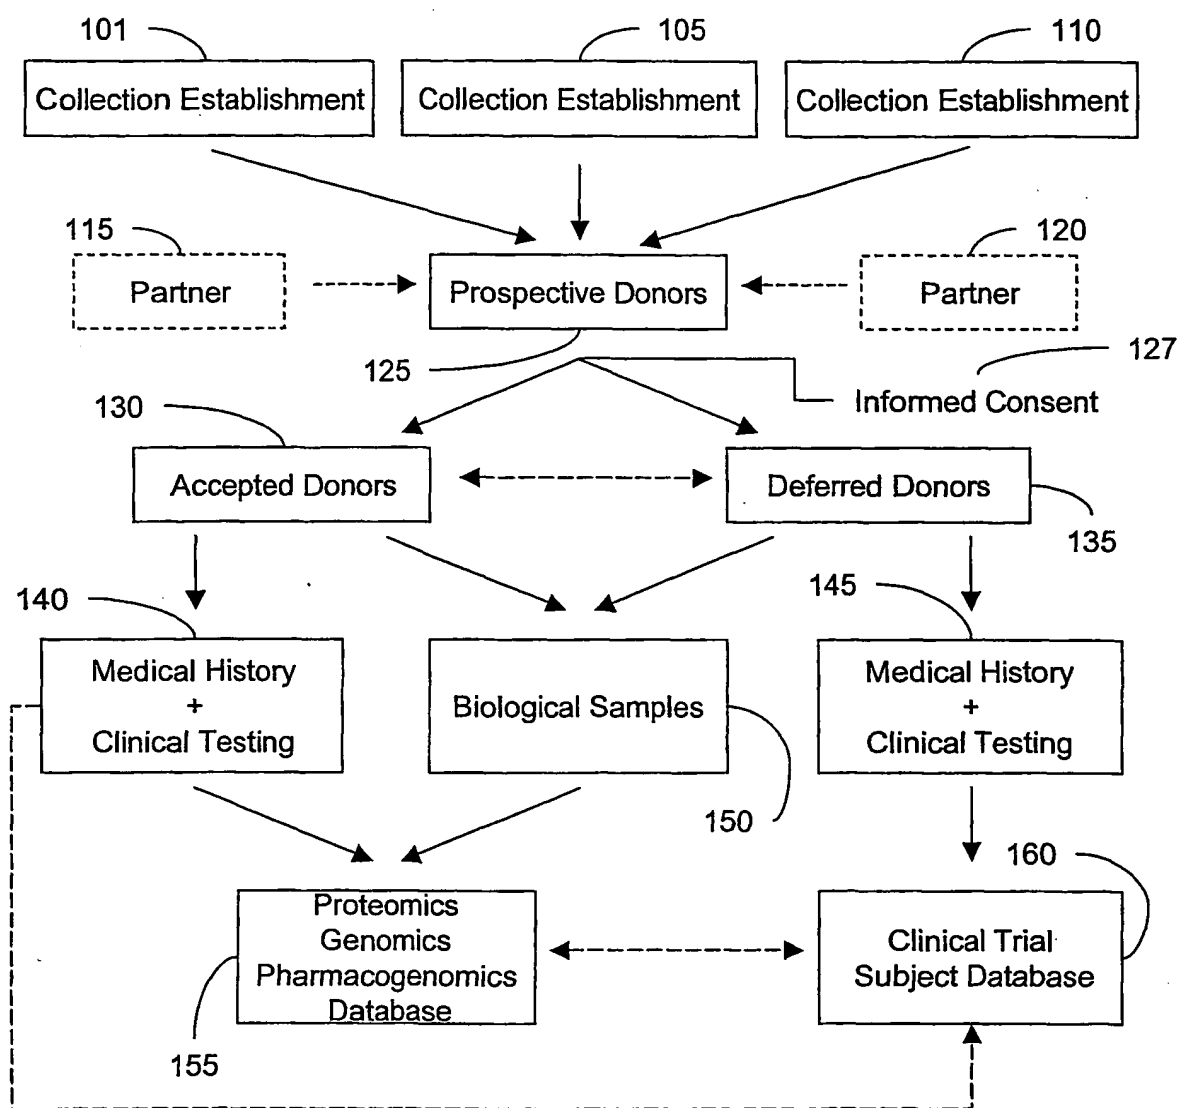 101
105
110
Collection Establishment
Collection Establishment
Collection Establishment
115
120
Partner
Prospective Donors
Partner
125
127
Informed Consent
130
Accepted Donors
Deferred Donors
135
140
145
Medical History
+
Clinical Testing
Biological Samples
Medical History
+
Clinical Testing
150
160
Proteomics
Genomics
Pharmacogenomics
Database
Clinical Trial
Subject Database
155